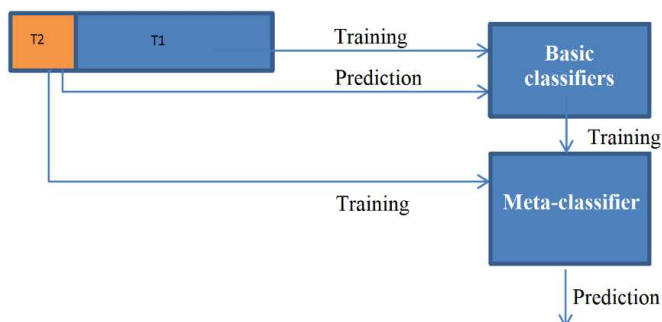 T2
T1
Training
Basic
classifiers
Prediction
Training
Meta-classifier
Training
Prediction